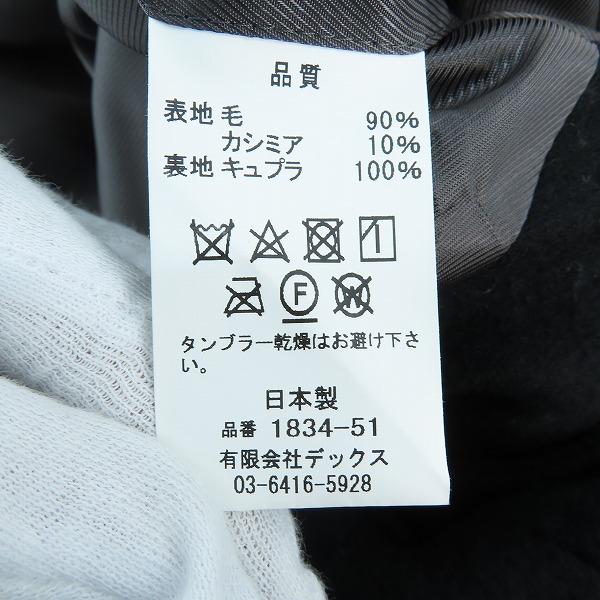 品質
表地 毛 90%
カシミア 10%
裏地 キュプラ 100%
F W
タンブラー乾燥はお避け下さ
い。
日本製
品番 1834-51
有限会社デックス
03-6416-5928